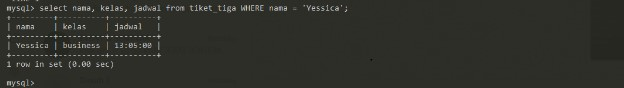 mysql> select nama, kelas, jadwal from tiket_tiga WHERE nama = 'Yessica';
+---------+----------+----------+
| nama    | kelas    | jadwal   |
+---------+----------+----------+
| Yessica | business | 13:05:00 |
+---------+----------+----------+
1 row in set (0.00 sec)
mysql>